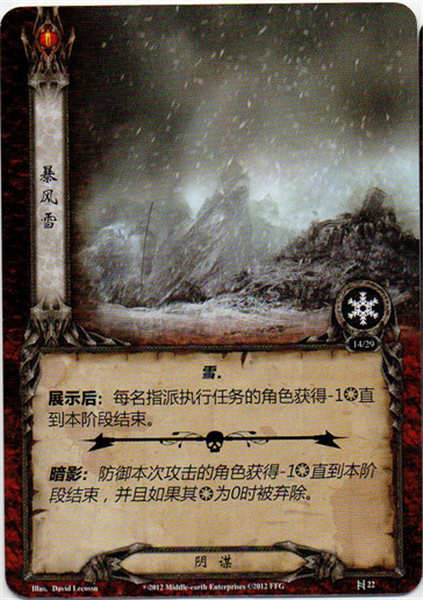 暴风雪
14/29
雪.
展示后：每名指派执行任务的角色获得-1直
到本阶段结束。
暗影：防御本次攻击的角色获得-1直到本阶
段结束，并且如果其为0时被弃除。
阴 谋
Illus. David Lecossu
©2012 Middle-earth Enterprises ©2012 FFG
22